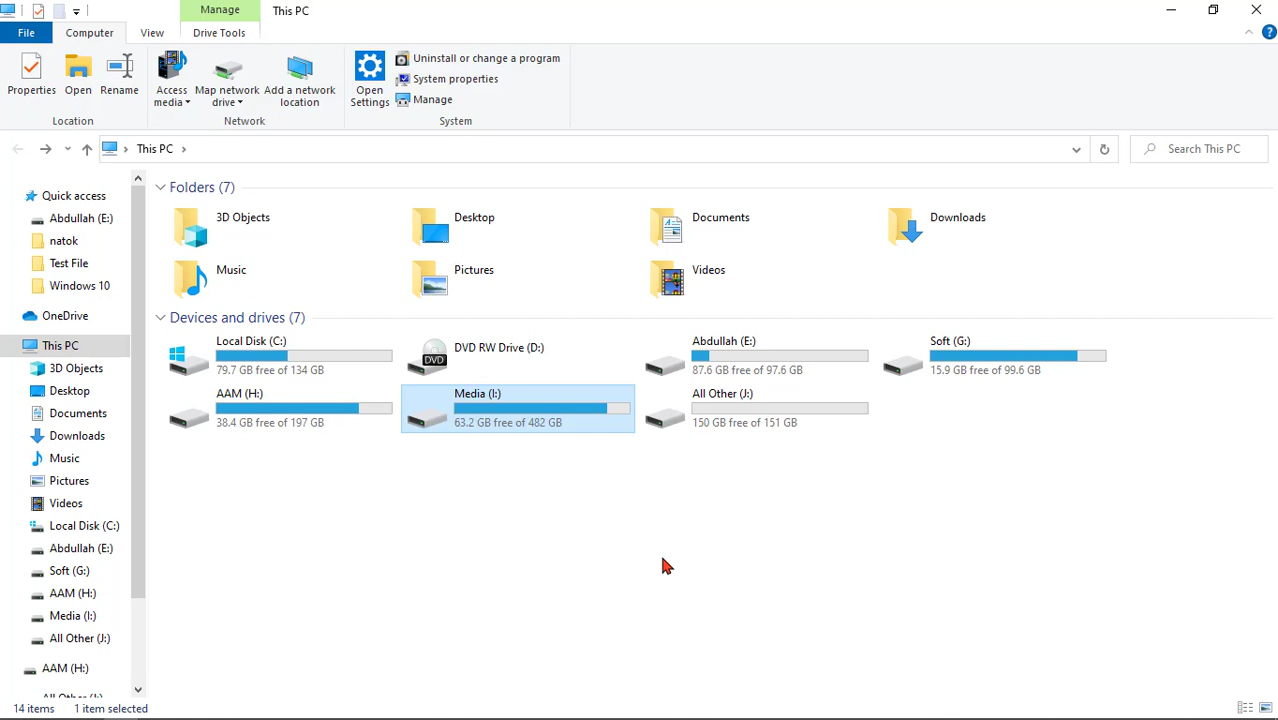 Manage
This PC
File
Computer
View
Drive Tools
Properties
Open
Rename
Access media
Map network drive
Add a network location
Open Settings
Uninstall or change a program
System properties
Manage
Location
Network
System
This PC
Search This PC
Quick access
Abdullah (E:)
natok
Test File
Windows 10
OneDrive
This PC
3D Objects
Desktop
Documents
Downloads
Music
Pictures
Videos
Local Disk (C:)
Abdullah (E:)
Soft (G:)
AAM (H:)
Media (I:)
All Other (J:)
AAM (H:)
All Other (J:)
Folders (7)
3D Objects
Desktop
Documents
Downloads
Music
Pictures
Videos
Devices and drives (7)
Local Disk (C:)
79.7 GB free of 134 GB
DVD RW Drive (D:)
DVD
Abdullah (E:)
87.6 GB free of 97.6 GB
Soft (G:)
15.9 GB free of 99.6 GB
AAM (H:)
38.4 GB free of 197 GB
Media (I:)
63.2 GB free of 482 GB
All Other (J:)
150 GB free of 151 GB
14 items
1 item selected